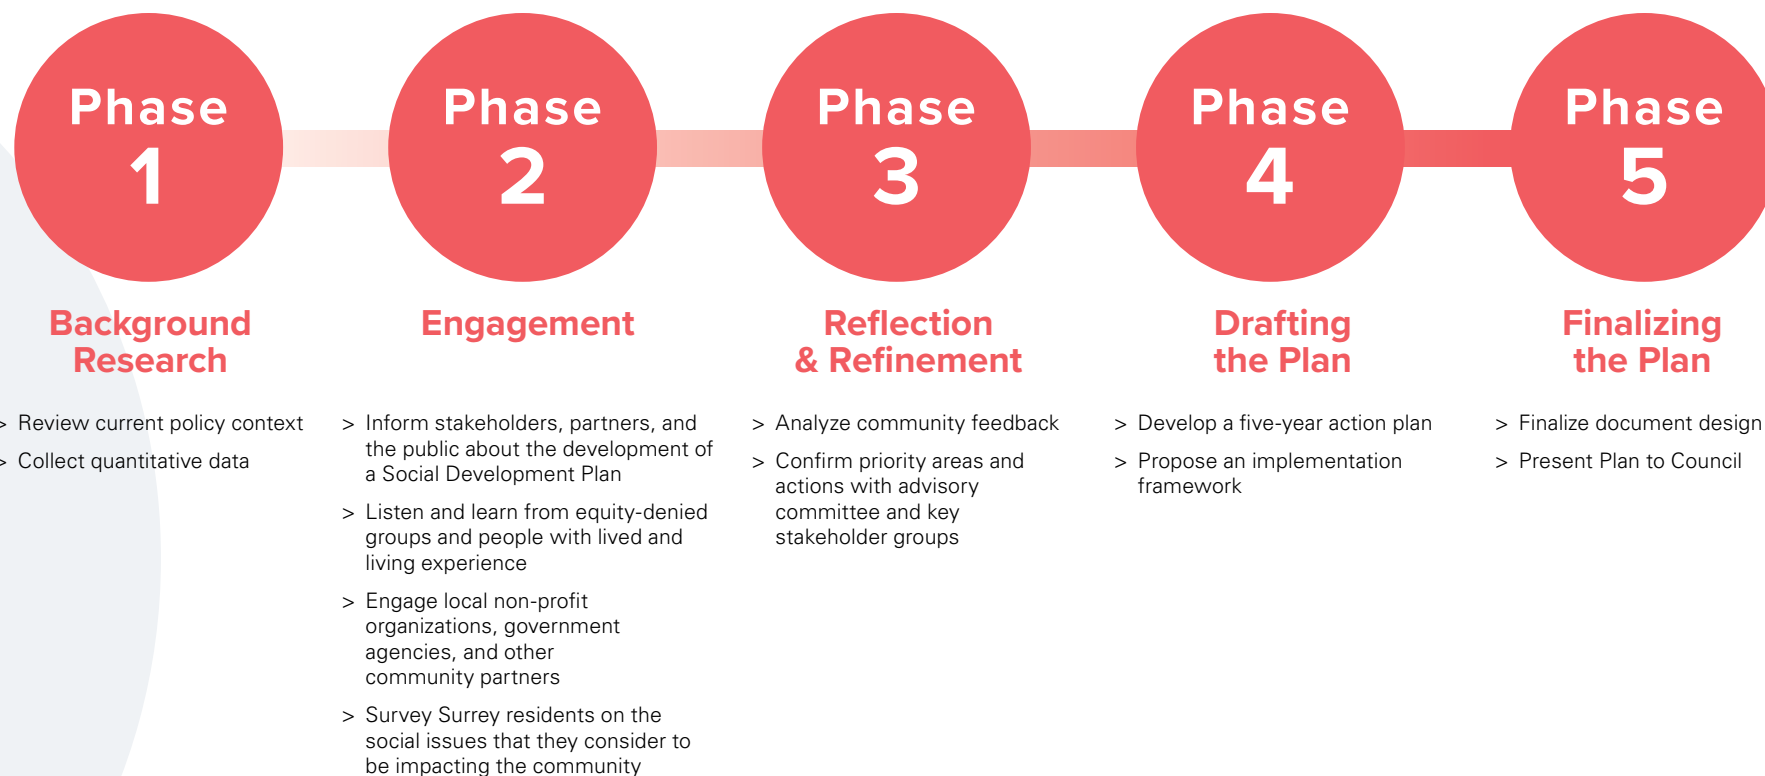 Phase
1
Background
Research
> Review current policy context
> Collect quantitative data
Phase
2
Engagement
> Inform stakeholders, partners, and
the public about the development of
a Social Development Plan
> Listen and learn from equity-denied
groups and people with lived and
living experience
> Engage local non-profit
organizations, government
agencies, and other
community partners
> Survey Surrey residents on the
social issues that they consider to
be impacting the community
Phase
3
Reflection
& Refinement
> Analyze community feedback
> Confirm priority areas and
actions with advisory
committee and key
stakeholder groups
Phase
4
Drafting
the Plan
> Develop a five-year action plan
> Propose an implementation
framework
Phase
5
Finalizing
the Plan
> Finalize document design
> Present Plan to Council